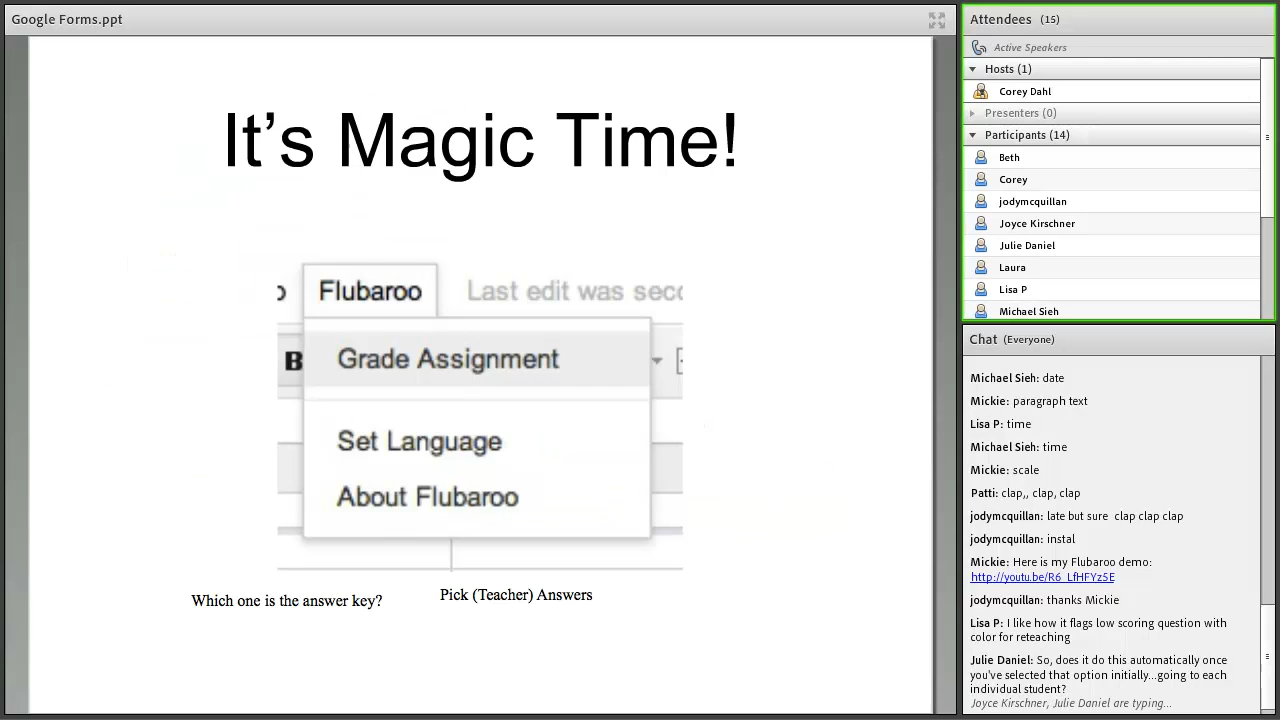 Google Forms.ppt
It's Magic Time!
o Flubaroo Last edit was seco
B Grade Assignment
Set Language
About Flubaroo
Which one is the answer key?
Pick (Teacher) Answers
Attendees (15)
Active Speakers
Hosts (1)
Corey Dahl
Presenters (0)
Participants (14)
Beth
Corey
jodymcquillan
Joyce Kirschner
Julie Daniel
Laura
Lisa P
Michael Sieh
Chat (Everyone)
Michael Sieh: date
Mickie: paragraph text
Lisa P: time
Michael Sieh: time
Mickie: scale
Patti: clap,, clap, clap
jodymcquillan: late but sure clap clap clap
jodymcquillan: instal
Mickie: Here is my Flubaroo demo:
http://youtu.be/R6_LfHFYz5E
jodymcquillan: thanks Mickie
Lisa P: I like how it flags low scoring question with
color for reteaching
Julie Daniel: So, does it do this automatically once
you've selected that option initially...going to each
individual student?
Joyce Kirschner, Julie Daniel are typing...